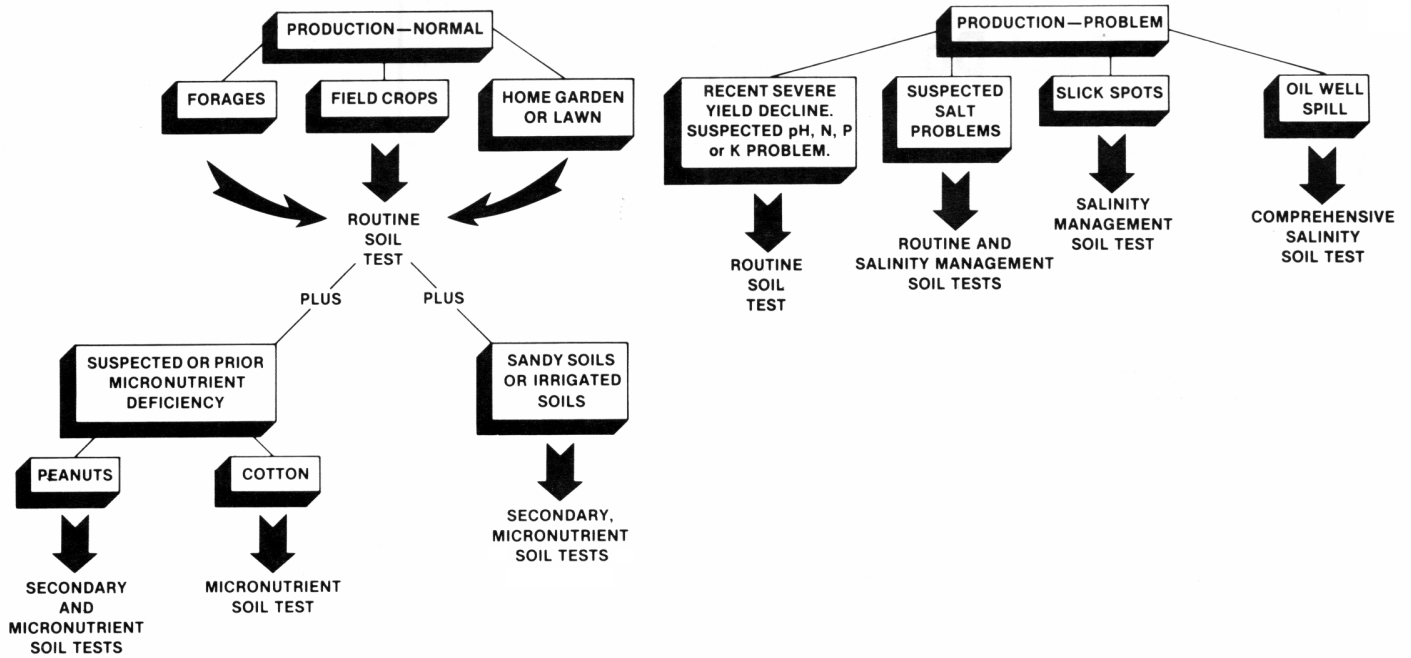 PRODUCTION—NORMAL
FORAGES
FIELD CROPS
HOME GARDEN
OR LAWN
ROUTINE
SOIL
TEST
PLUS
PLUS
SUSPECTED OR PRIOR
MICRONUTRIENT
DEFICIENCY
SANDY SOILS
OR IRRIGATED
SOILS
PEANUTS
COTTON
SECONDARY
AND
MICRONUTRIENT
SOIL TESTS
MICRONUTRIENT
SOIL TEST
SECONDARY,
MICRONUTRIENT
SOIL TESTS
PRODUCTION—PROBLEM
RECENT SEVERE
YIELD DECLINE.
SUSPECTED pH, N, P
or K PROBLEM.
SUSPECTED
SALT
PROBLEMS
SLICK SPOTS
OIL WELL
SPILL
ROUTINE
SOIL
TEST
ROUTINE AND
SALINITY MANAGEMENT
SOIL TESTS
SALINITY
MANAGEMENT
SOIL TEST
COMPREHENSIVE
SALINITY
SOIL TEST